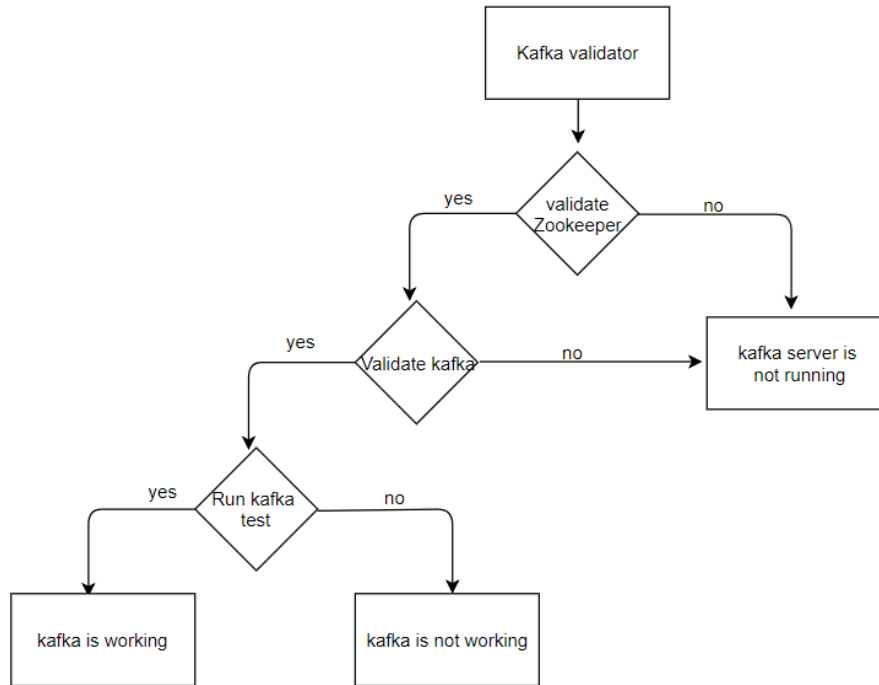 Kafka validator
yes
validate
Zookeeper
no
yes
Validate kafka
no
kafka server is
not running
yes
Run kafka
test
no
kafka is working
kafka is not working